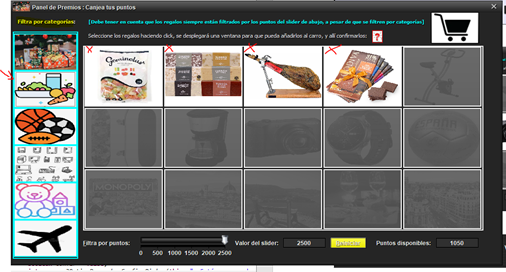 Panel de Premios : Canjea tus puntos
Filtra por categorías:
[Debe tener en cuenta que los regalos siempre están filtrados por los puntos del slider de abajo, a pesar de que se filtren por categorías]
Seleccione los regalos haciendo click, se desplegará una ventana para que pueda añadirlos al carro, y allí confirmarlos:
?
Gominolas
MONOPOLY
Filtra por puntos:
0 500 1000 1500 2000 2500
Valor del slider:
2500
Puntos disponibles:
1050